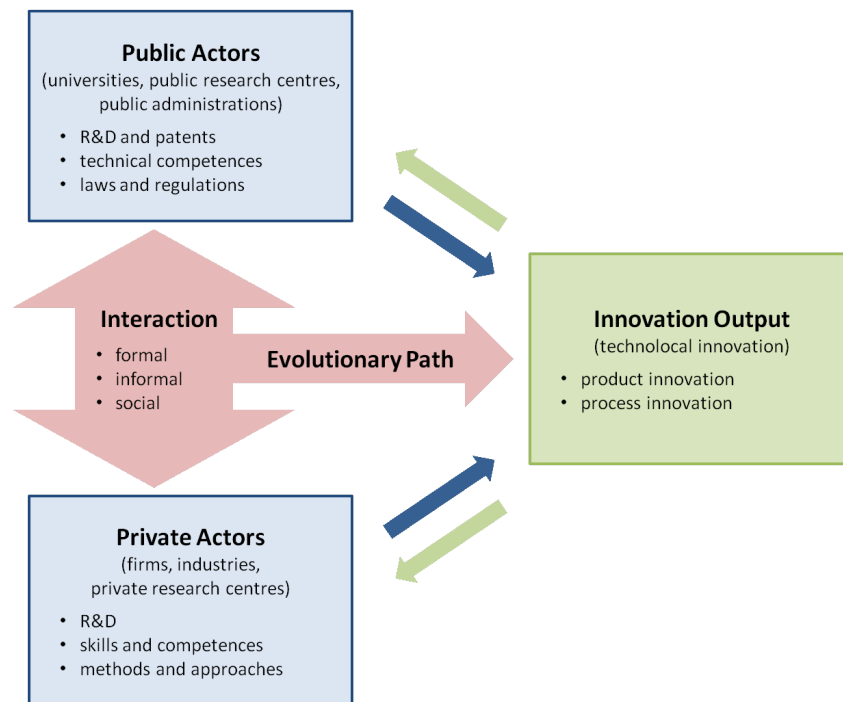 Public Actors
(universities, public research centres,
public administrations)
• R&D and patents
• technical competences
• laws and regulations
Interaction
• formal
• informal
• social
Evolutionary Path
Innovation Output
(technolocal innovation)
• product innovation
• process innovation
Private Actors
(firms, industries,
private research centres)
• R&D
• skills and competences
• methods and approaches